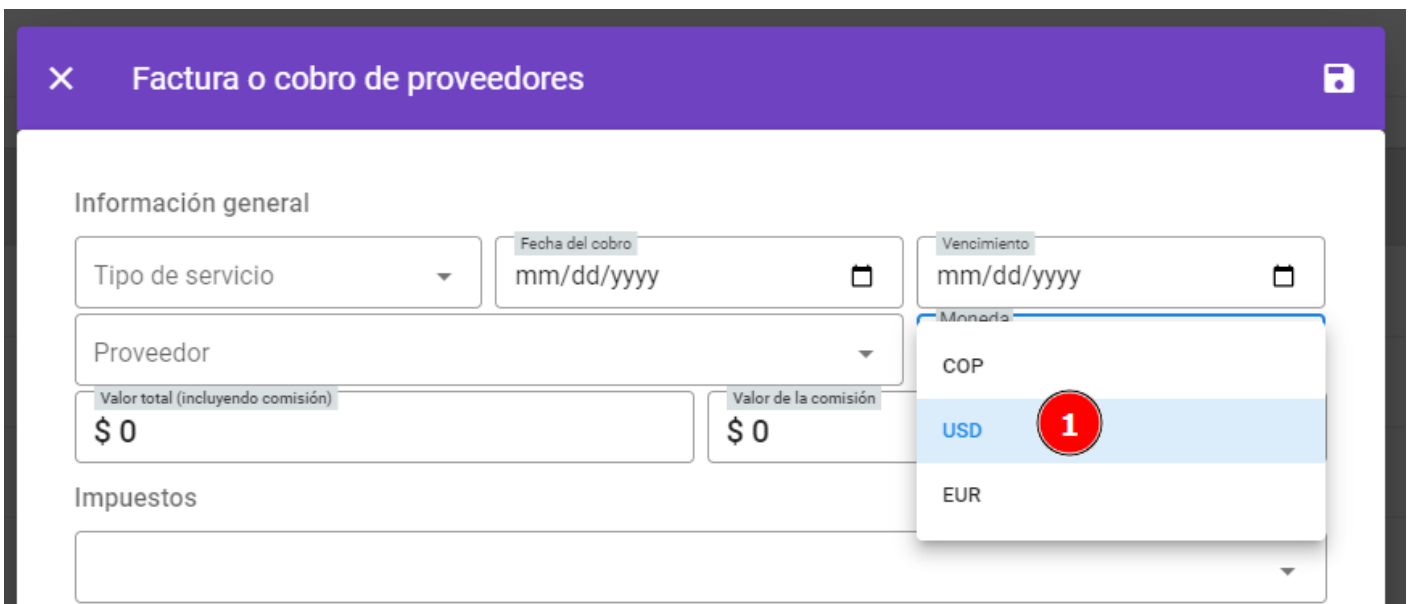 Factura o cobro de proveedores
Información general
Tipo de servicio
Fecha del cobro
mm/dd/yyyy
Vencimiento
mm/dd/yyyy
Proveedor
Moneda
COP
USD
1
EUR
Valor total (incluyendo comisión)
$ 0
Valor de la comisión
$ 0
Impuestos